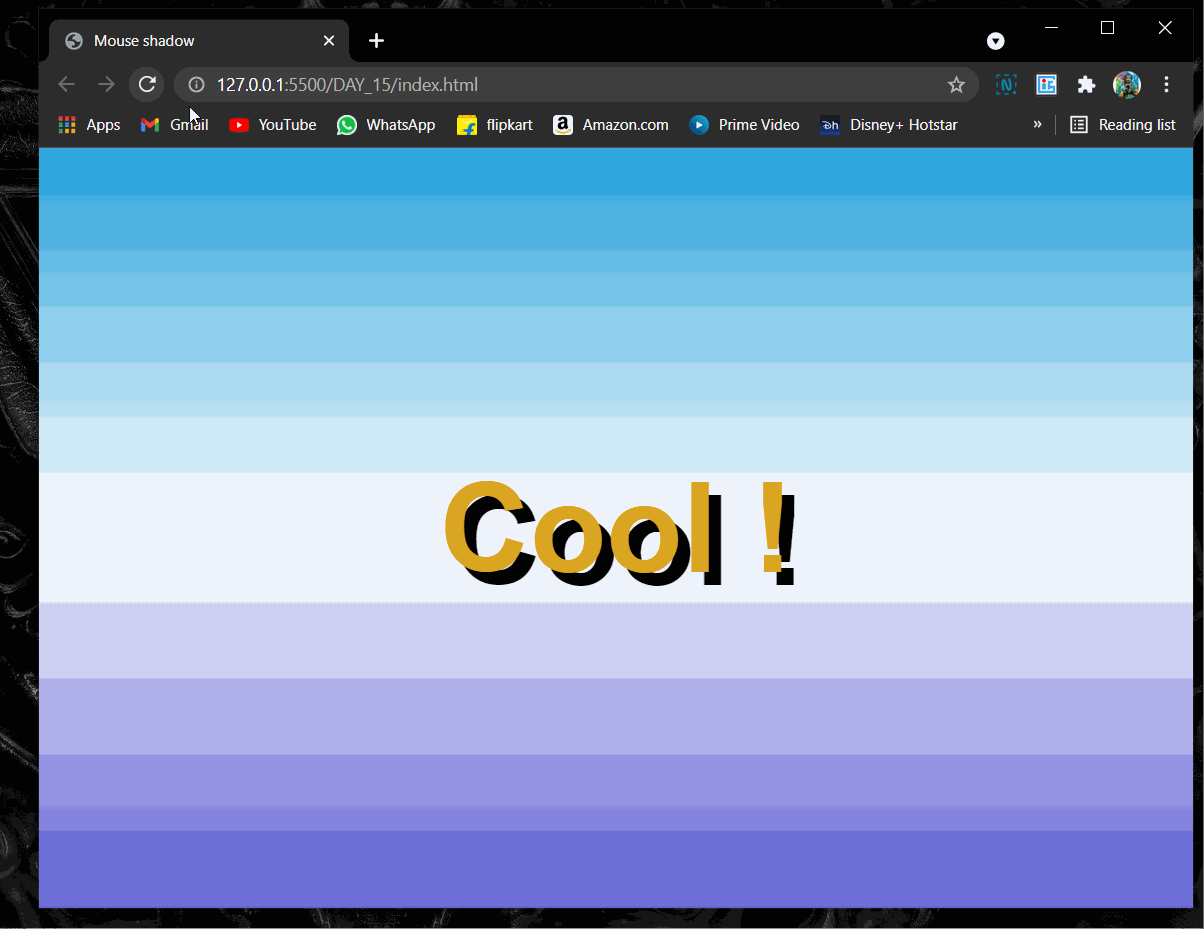 Mouse shadow
127.0.0.1:5500/DAY_15/index.html
Apps Gmail YouTube WhatsApp flipkart Amazon.com Prime Video Disney+ Hotstar » Reading list
Cool !